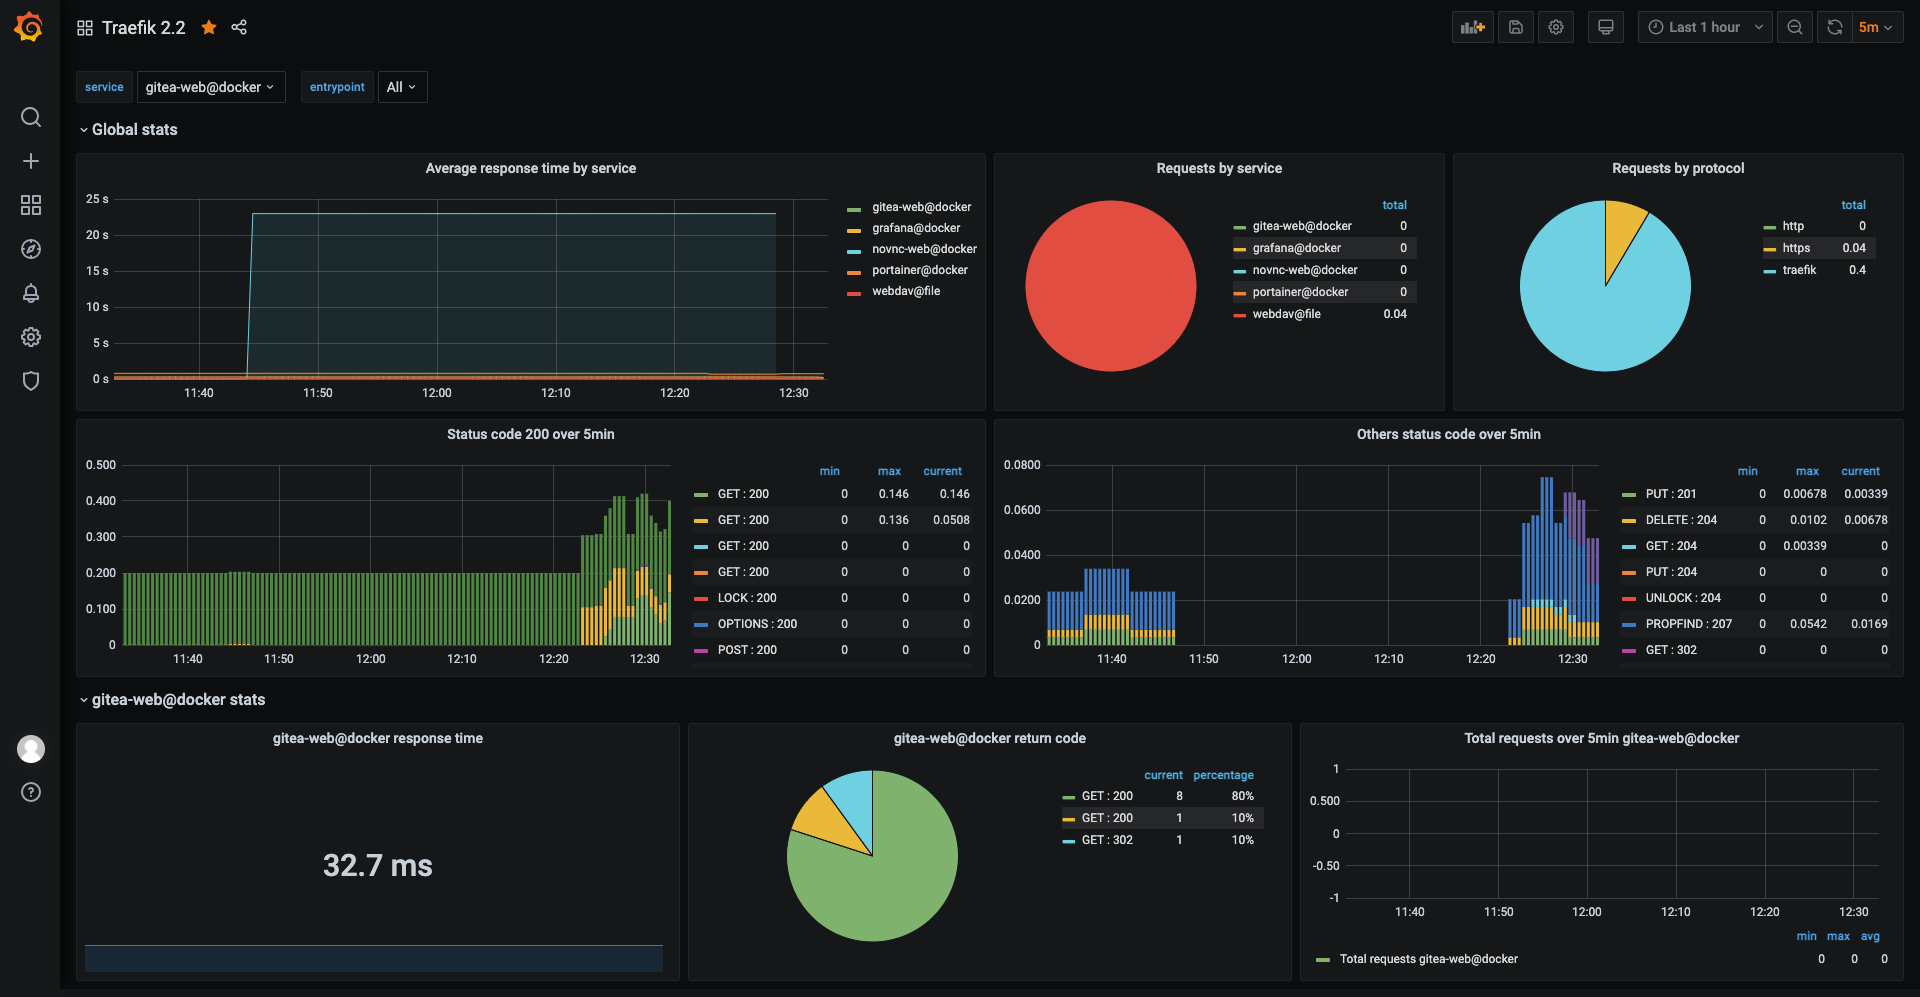 Traefik 2.2
Last 1 hour
5m
service gitea-web@docker entrypoint All
Global stats
Average response time by service
25 s
20 s
15 s
10 s
5 s
0 s
11:40 11:50 12:00 12:10 12:20 12:30
gitea-web@docker
grafana@docker
novnc-web@docker
portainer@docker
webdav@file
Requests by service
total
gitea-web@docker 0
grafana@docker 0
novnc-web@docker 0
portainer@docker 0
webdav@file 0.04
Requests by protocol
total
http 0
https 0.04
traefik 0.4
Status code 200 over 5min
0.500
0.400
0.300
0.200
0.100
0
11:40 11:50 12:00 12:10 12:20 12:30
min max current
GET : 200 0 0.146 0.146
GET : 200 0 0.136 0.0508
GET : 200 0 0 0
GET : 200 0 0 0
LOCK : 200 0 0 0
OPTIONS : 200 0 0 0
POST : 200 0 0 0
Others status code over 5min
0.0800
0.0600
0.0400
0.0200
0
11:40 11:50 12:00 12:10 12:20 12:30
min max current
PUT : 201 0 0.00678 0.00339
DELETE : 204 0 0.0102 0.00678
GET : 204 0 0.00339 0
PUT : 204 0 0 0
UNLOCK : 204 0 0 0
PROPFIND : 207 0 0.0542 0.0169
GET : 302 0 0 0
gitea-web@docker stats
gitea-web@docker response time
32.7 ms
gitea-web@docker return code
current percentage
GET : 200 8 80%
GET : 200 1 10%
GET : 302 1 10%
Total requests over 5min gitea-web@docker
1
0.500
0
-0.50
-1
11:40 11:50 12:00 12:10 12:20 12:30
min max avg
Total requests gitea-web@docker 0 0 0